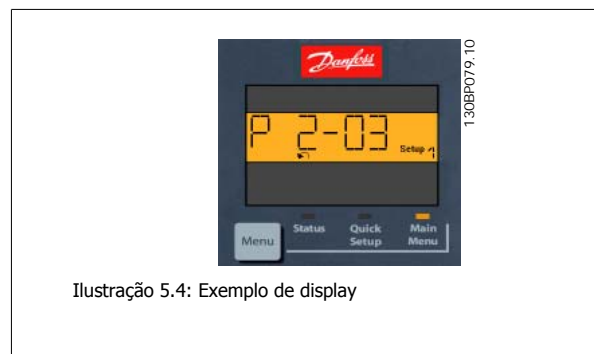 Danfoss
130BP079.10
P 2-03
Setup 1
Menu
Status
Quick Setup
Main Menu
Ilustração 5.4: Exemplo de display